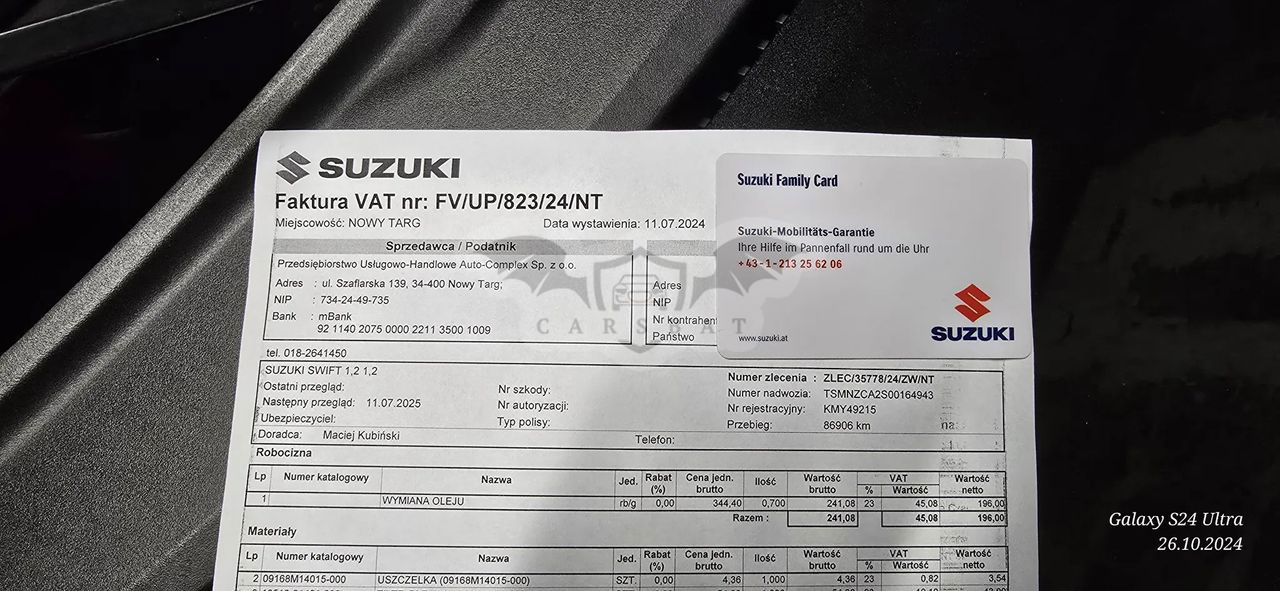 SUZUKI
Faktura VAT nr: FV/UP/823/24/NT
Miejscowość: NOWY TARG Data wystawienia: 11.07.2024
Sprzedawca / Podatnik
Przedsiębiorstwo Usługowo-Handlowe Auto-Complex Sp. z o.o.
Adres : ul. Szaflarska 139, 34-400 Nowy Targ;
NIP : 734-24-49-735
Bank : mBank
92 1140 2075 0000 2211 3500 1009
Adres
NIP
Nr kontrahen
Państwo
Suzuki Family Card
Suzuki-Mobilitäts-Garantie
Ihre Hilfe im Pannenfall rund um die Uhr
+43-1-213 25 62 06
www.suzuki.at
SUZUKI
CARSBAT
tel. 018-2641450
SUZUKI SWIFT 1,2 1,2
Ostatni przegląd:
Następny przegląd: 11.07.2025
Ubezpieczyciel:
Nr szkody:
Nr autoryzacji:
Typ polisy:
Numer zlecenia : ZLEC/35778/24/ZW/NT
Numer nadwozia: TSMNZCA2S00164943
Nr rejestracyjny: KMY49215
Przebieg: 86906 km
Doradca: Maciej Kubiński Telefon:
Robocizna
Lp Numer katalogowy Nazwa Jed. Rabat (%) Cena jedn. brutto Ilość Wartość brutto VAT % Wartość Wartość netto
1 WYMIANA OLEJU rb/g 0,00 344,40 0,700 241,08 23 45,08 196,00
Razem : 241,08 45,08 196,00
Materiały
Lp Numer katalogowy Nazwa Jed. Rabat (%) Cena jedn. brutto Ilość Wartość brutto VAT % Wartość Wartość netto
2 09168M14015-000 USZCZELKA (09168M14015-000) SZT. 0,00 4,36 1,000 4,36 23 0,82 3,54
Galaxy S24 Ultra
26.10.2024